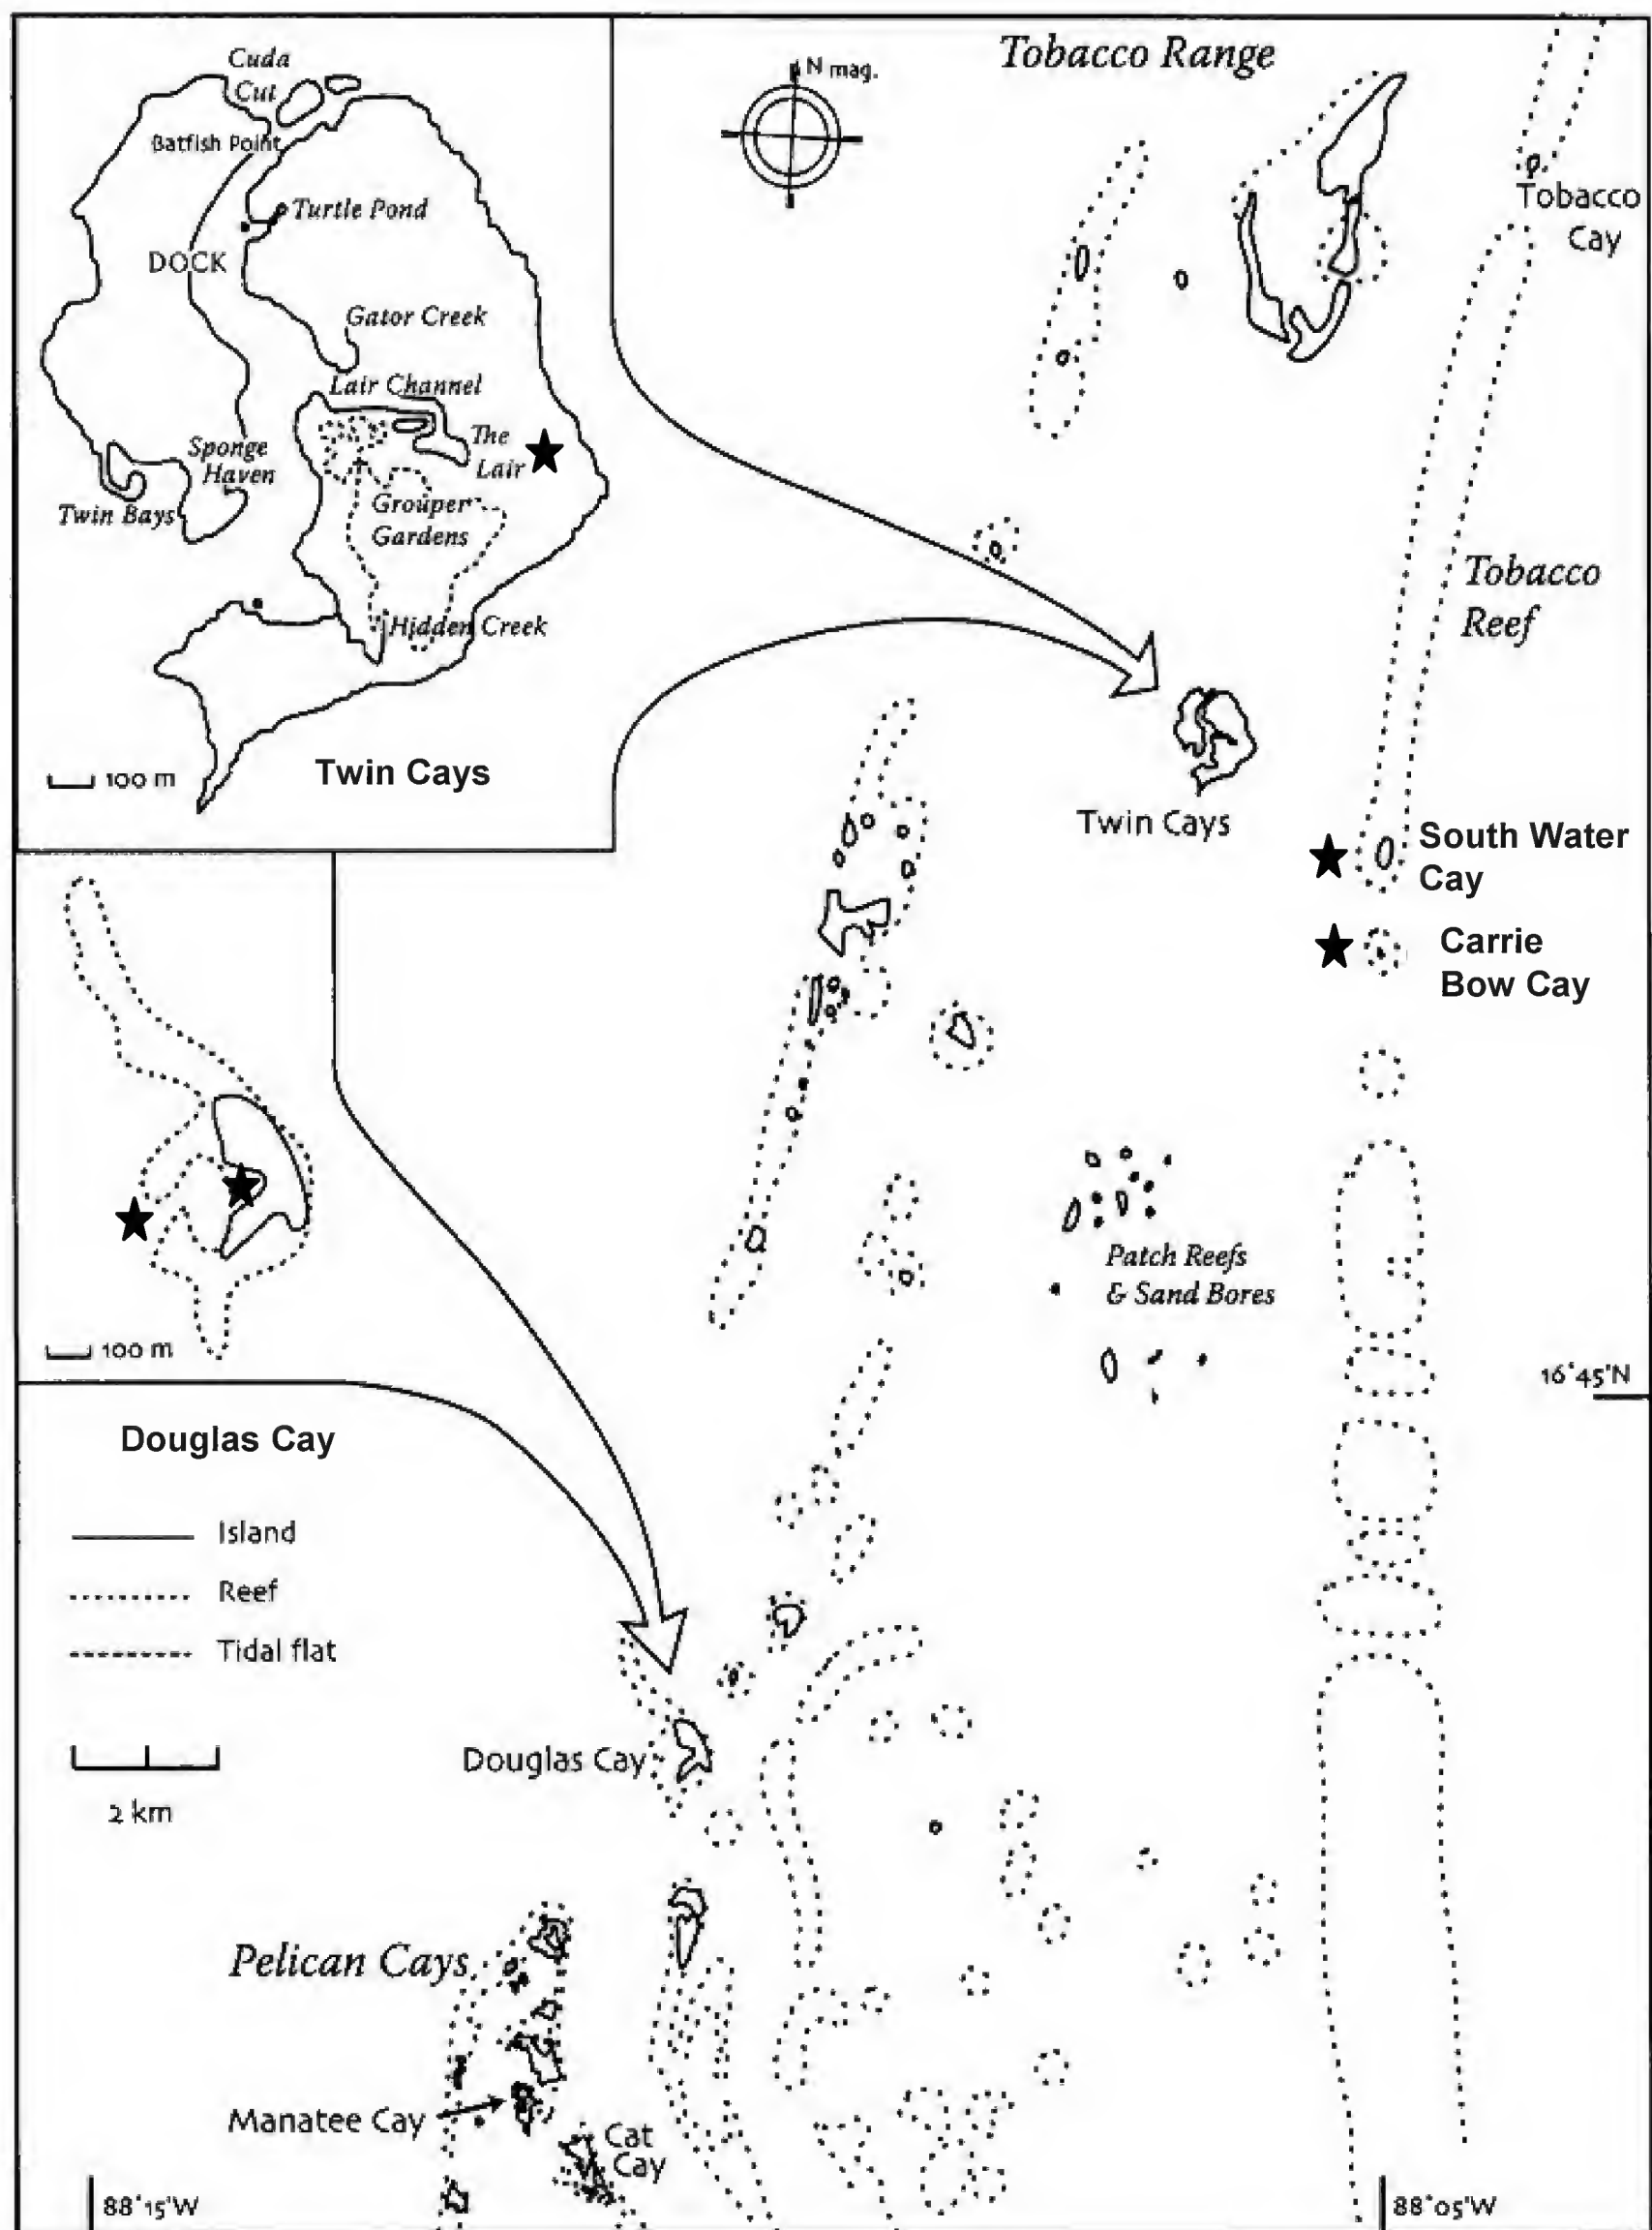 Cuda
Cut
Batfish Point
Turtle Pond
DOCK
Gator Creek
Lair Channel
The
Lair
Sponge
Haven
Twin Bays
Grouper
Gardens
Hidden Creek
100 m
Twin Cays
N mag.
Tobacco Range
Tobacco
Cay
Tobacco
Reef
Twin Cays
South Water
Cay
Carrie
Bow Cay
Patch Reefs
& Sand Bores
16°45'N
100 m
Douglas Cay
Island
Reef
Tidal flat
2 km
Douglas Cay
Pelican Cays
Manatee Cay
Cat
Cay
88°15'W
88°05'W